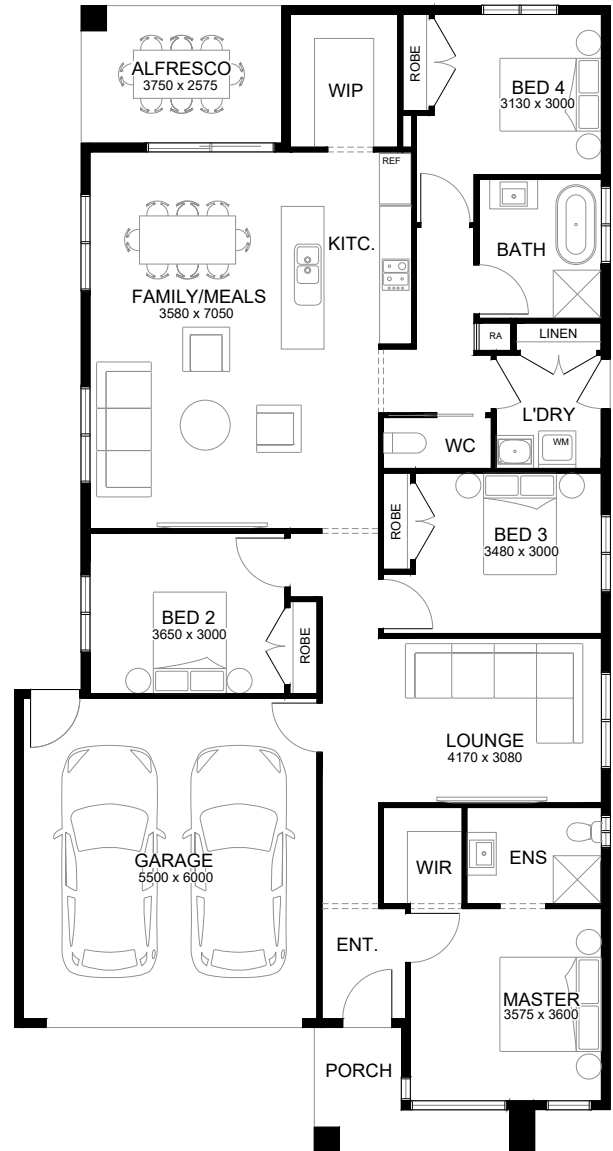 ALFRESCO
3750 x 2575
WIP
ROBE
BED 4
3130 x 3000
REF
KITC.
BATH
FAMILY/MEALS
3580 x 7050
RA
LINEN
L'DRY
WC
WM
ROBE
BED 3
3480 x 3000
BED 2
3650 x 3000
ROBE
LOUNGE
4170 x 3080
GARAGE
5500 x 6000
WIR
ENS
ENT.
MASTER
3575 x 3600
PORCH